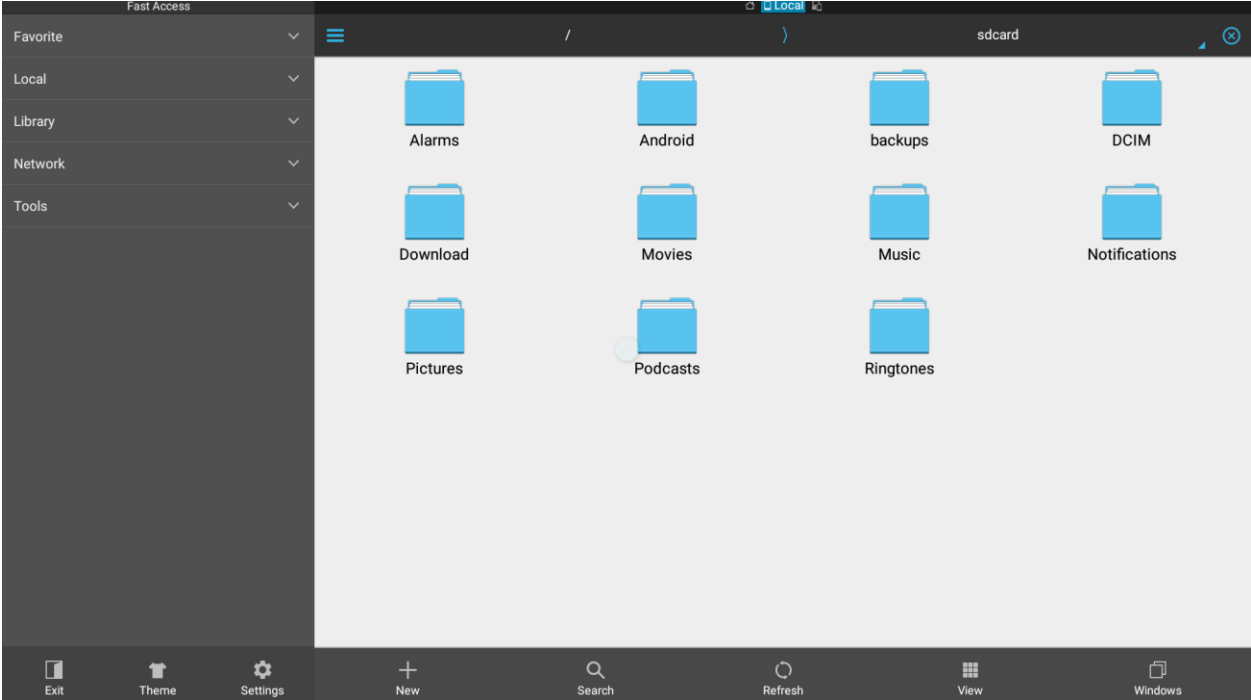 Fast Access
Local
Favorite
Local
Library
Network
Tools
/ 〉 sdcard
Alarms Android backups DCIM
Download Movies Music Notifications
Pictures Podcasts Ringtones
Exit Theme Settings New Search Refresh View Windows